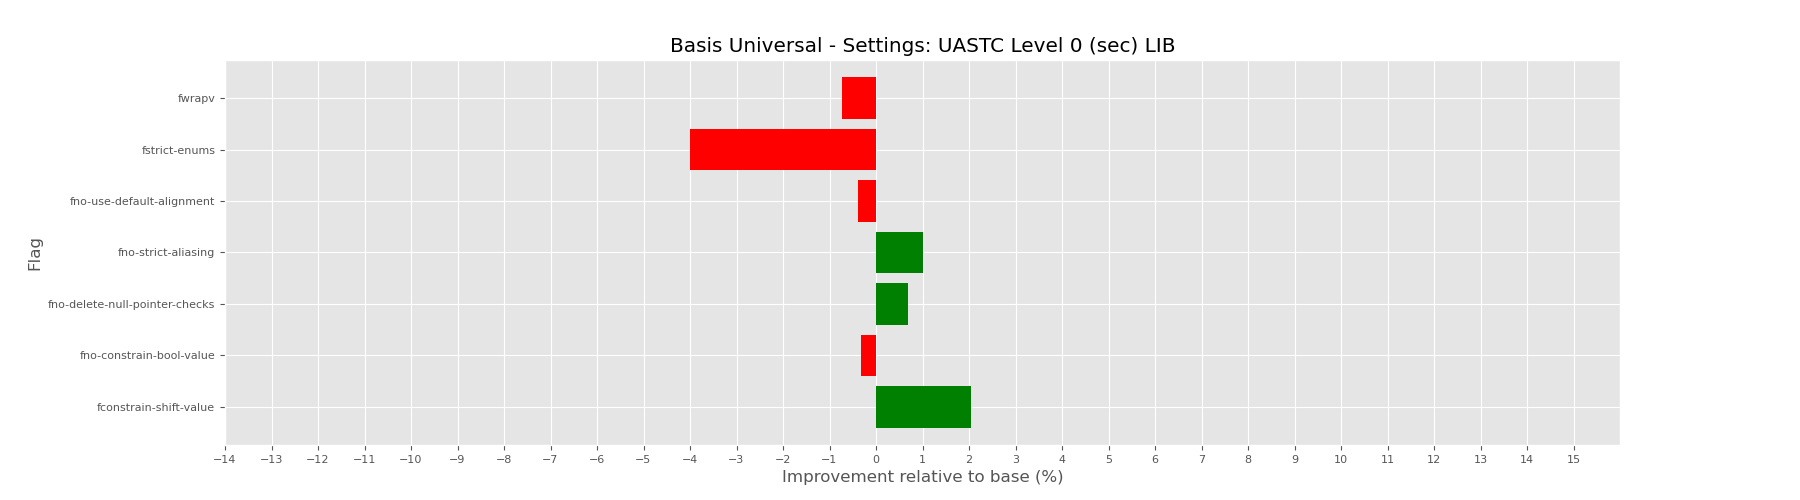 Basis Universal - Settings: UASTC Level 0 (sec) LIB
Flag
fwrapv
fstrict-enums
fno-use-default-alignment
fno-strict-aliasing
fno-delete-null-pointer-checks
fno-constrain-bool-value
fconstrain-shift-value
−14 −13 −12 −11 −10 −9 −8 −7 −6 −5 −4 −3 −2 −1 0 1 2 3 4 5 6 7 8 9 10 11 12 13 14 15
Improvement relative to base (%)